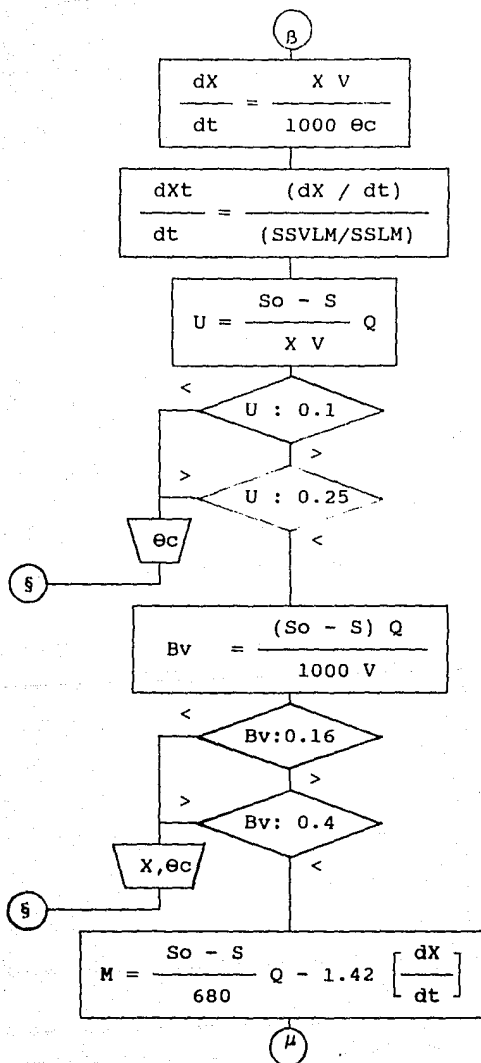 β
dX/dt = X V / 1000 Θc
dXt/dt = (dX / dt) / (SSVLM/SSLM)
U = So - S / X V Q
<
U : 0.1
>
>
U : 0.25
<
Θc
§
Bv = (So - S) Q / 1000 V
<
Bv:0.16
>
>
Bv: 0.4
<
X,Θc
§
M = So - S / 680 Q - 1.42 [ dX / dt ]
μ